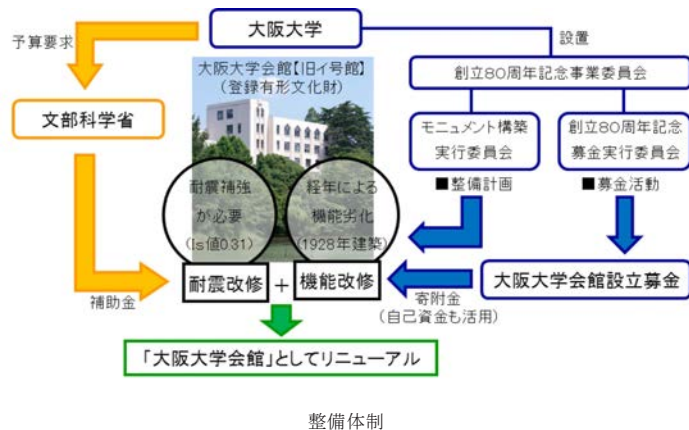 大阪大学
予算要求
設置
大阪大学会館【旧イ号館】
(登録有形文化財)
創立80周年記念事業委員会
文部科学省
モニュメント構築
実行委員会
創立80周年記念
募金実行委員会
■整備計画
■募金活動
耐震補強
が必要
(Is値0.31)
経年による
機能劣化
(1928年建築)
補助金
耐震改修
+
機能改修
寄附金
(自己資金も活用)
大阪大学会館設立募金
「大阪大学会館」としてリニューアル
整備体制